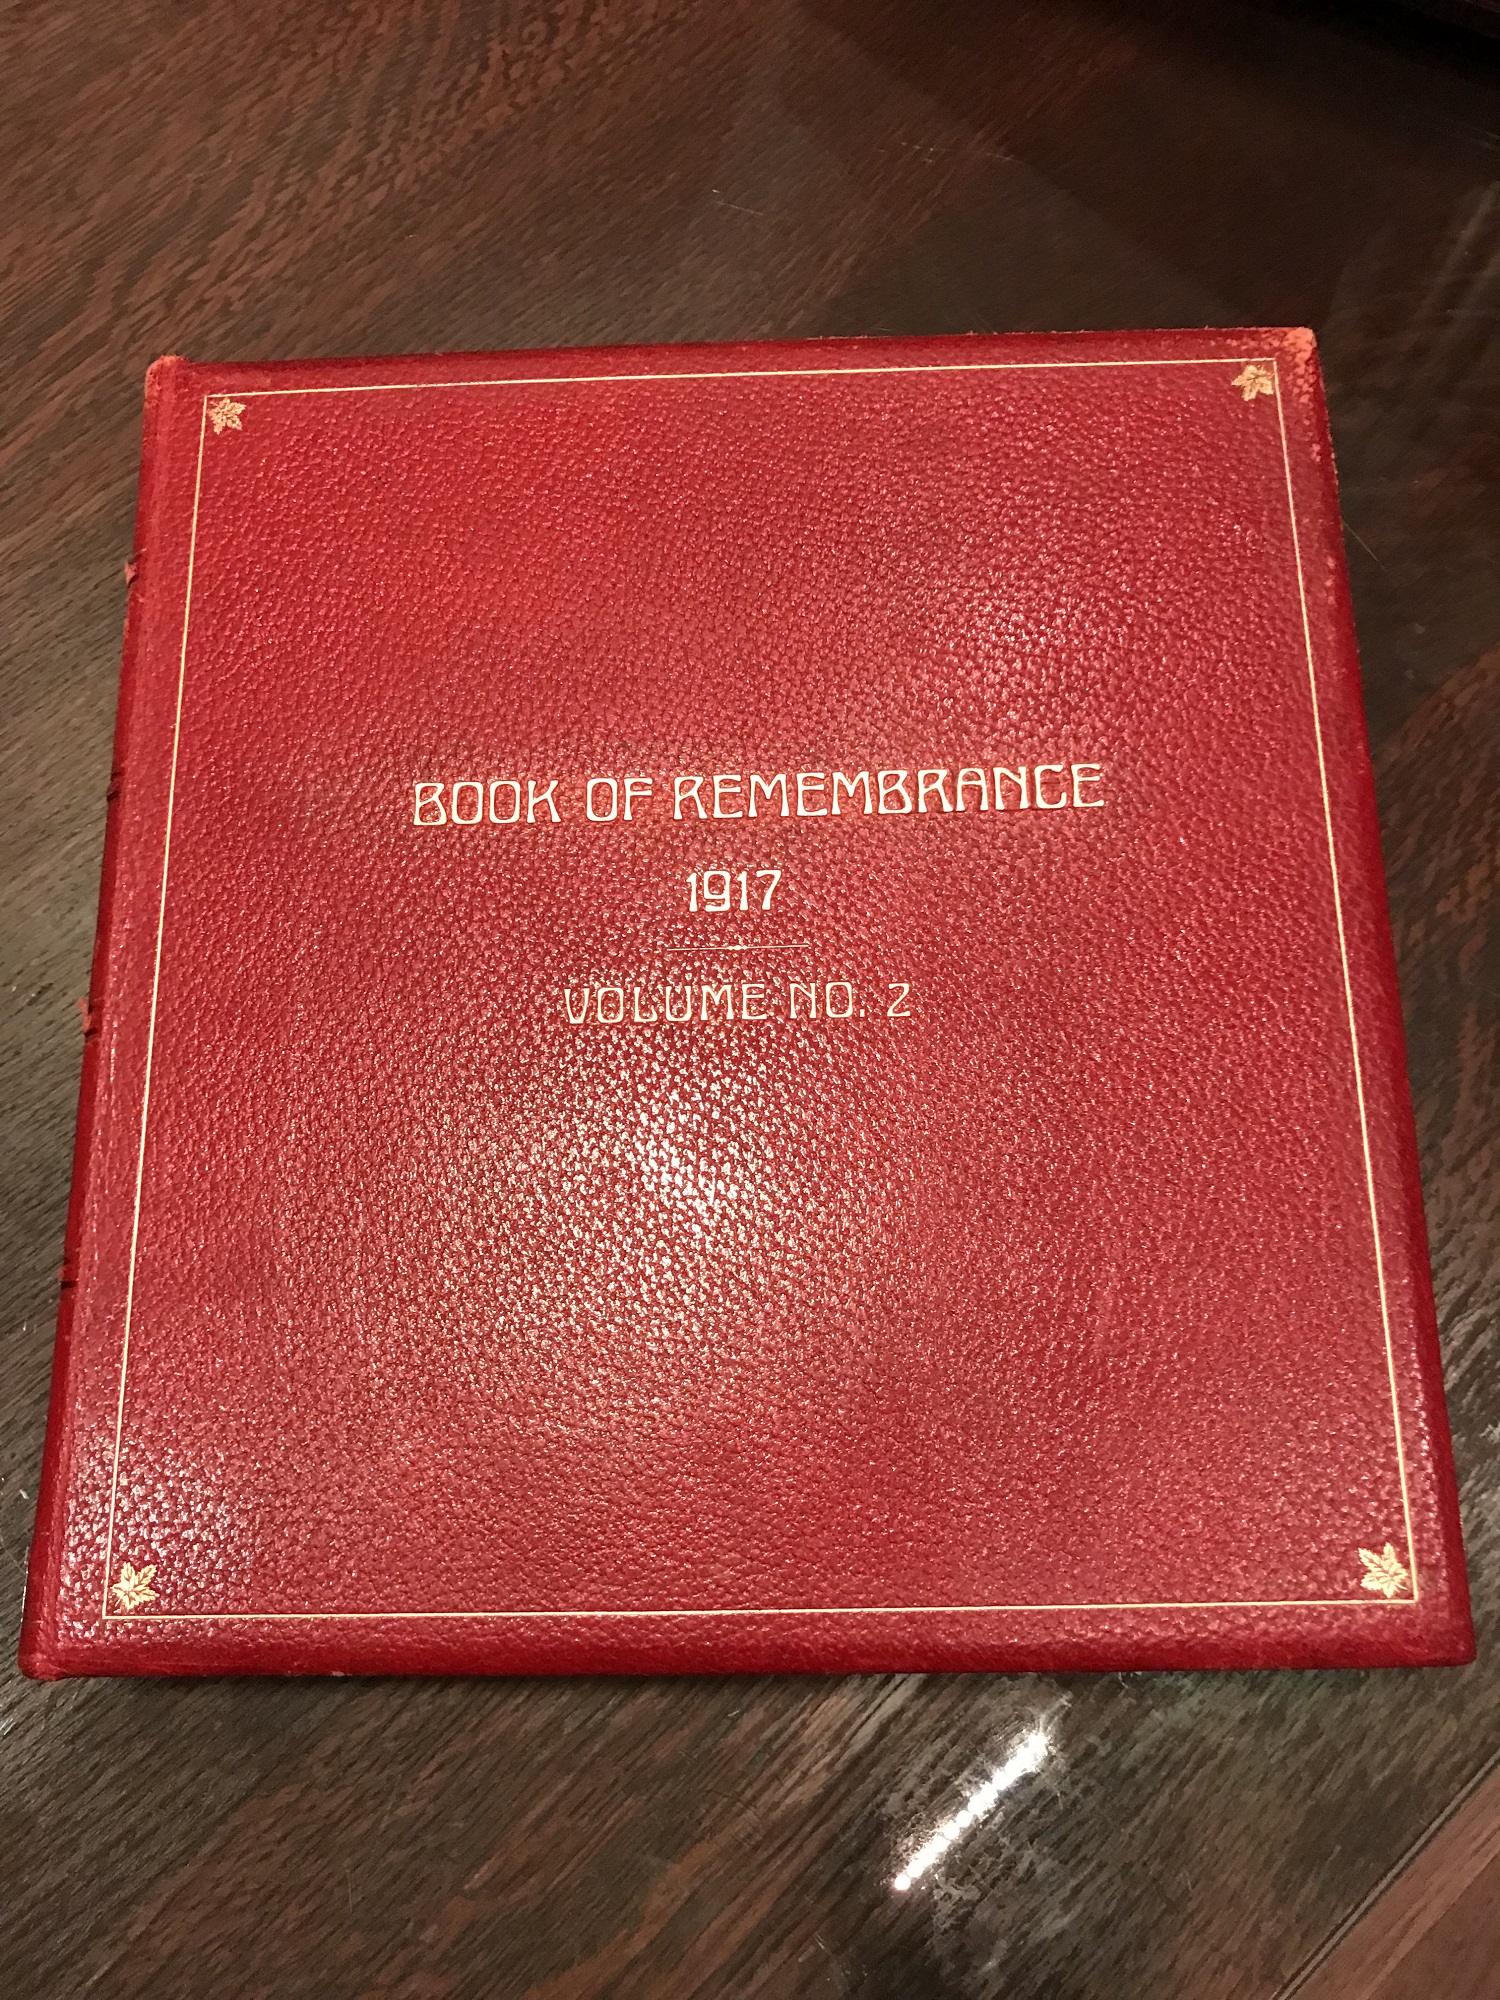 BOOK OF REMEMBRANCE
1917
VOLUME NO. 2